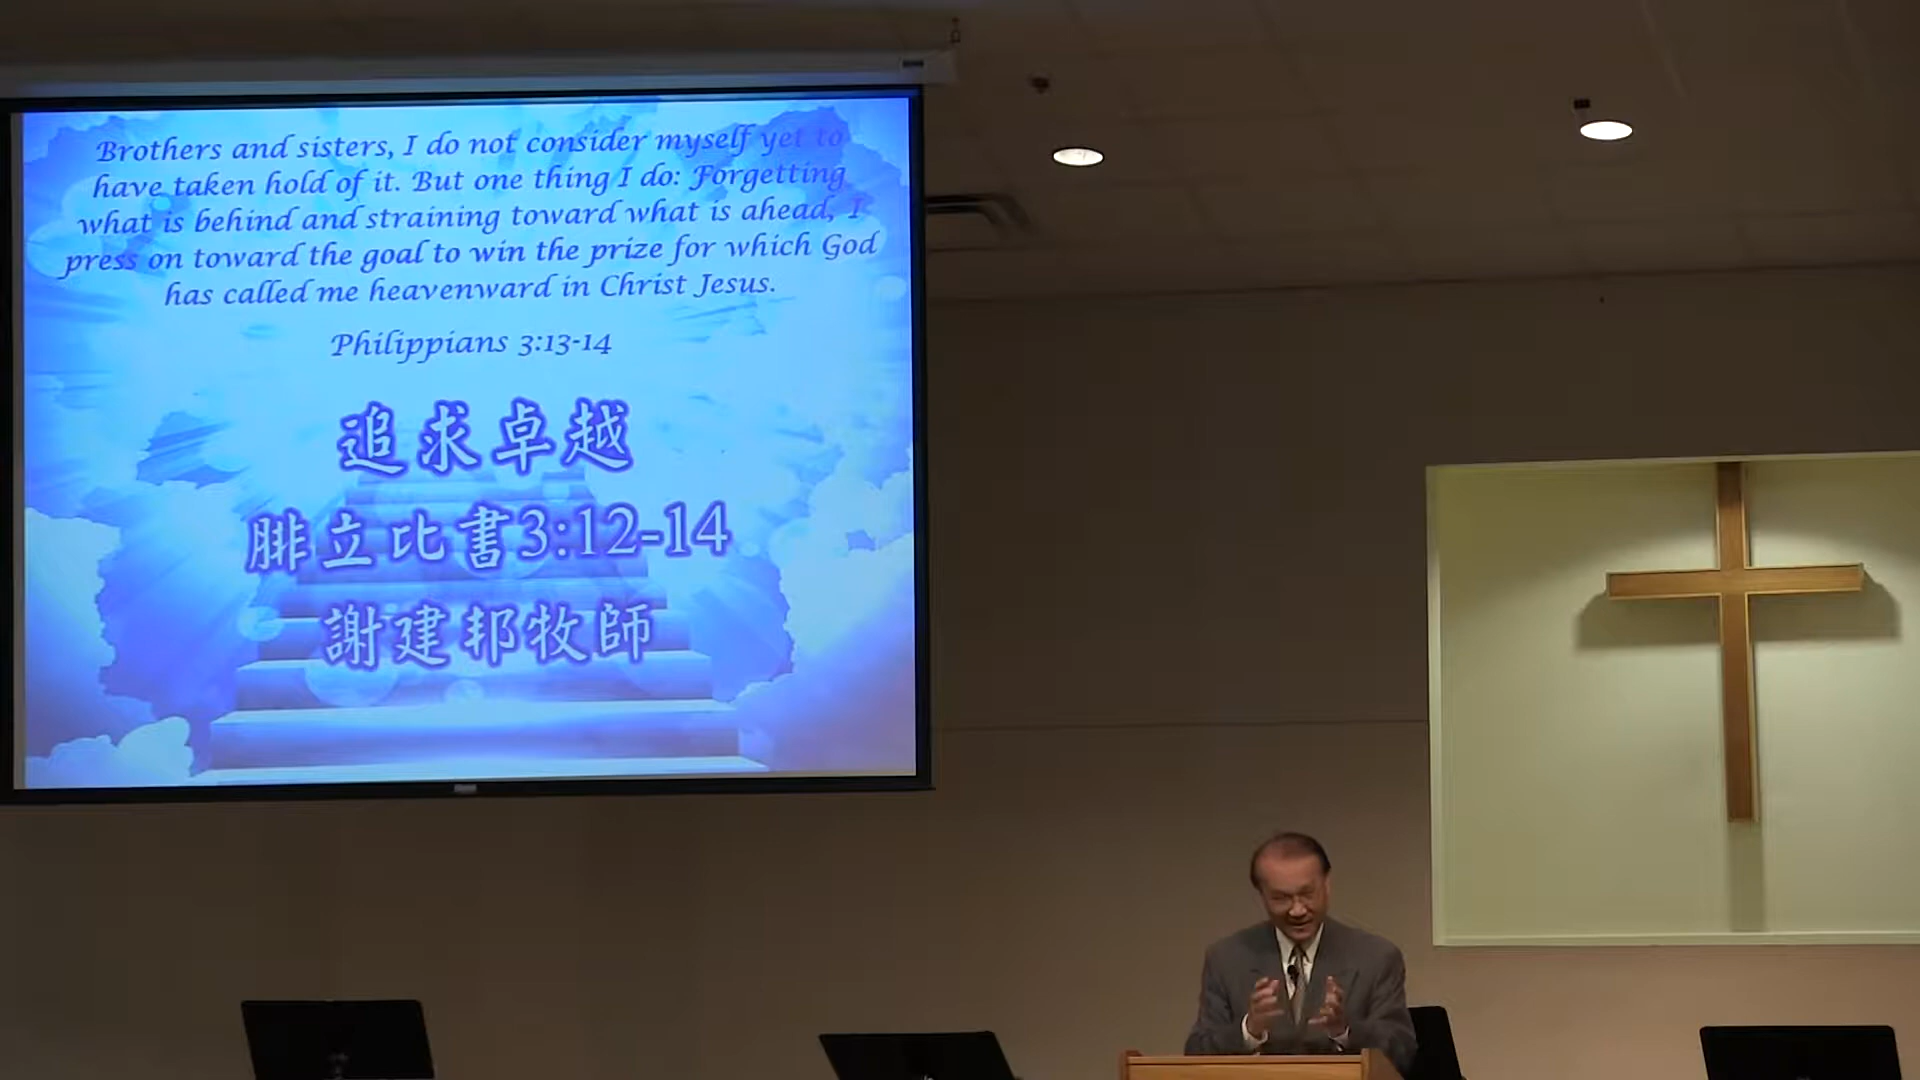 Brothers and sisters, I do not consider myself yet to
have taken hold of it. But one thing I do: Forgetting
what is behind and straining toward what is ahead, I
press on toward the goal to win the prize for which God
has called me heavenward in Christ Jesus.
Philippians 3:13-14
追求卓越
腓立比書3:12-14
謝建邦牧師